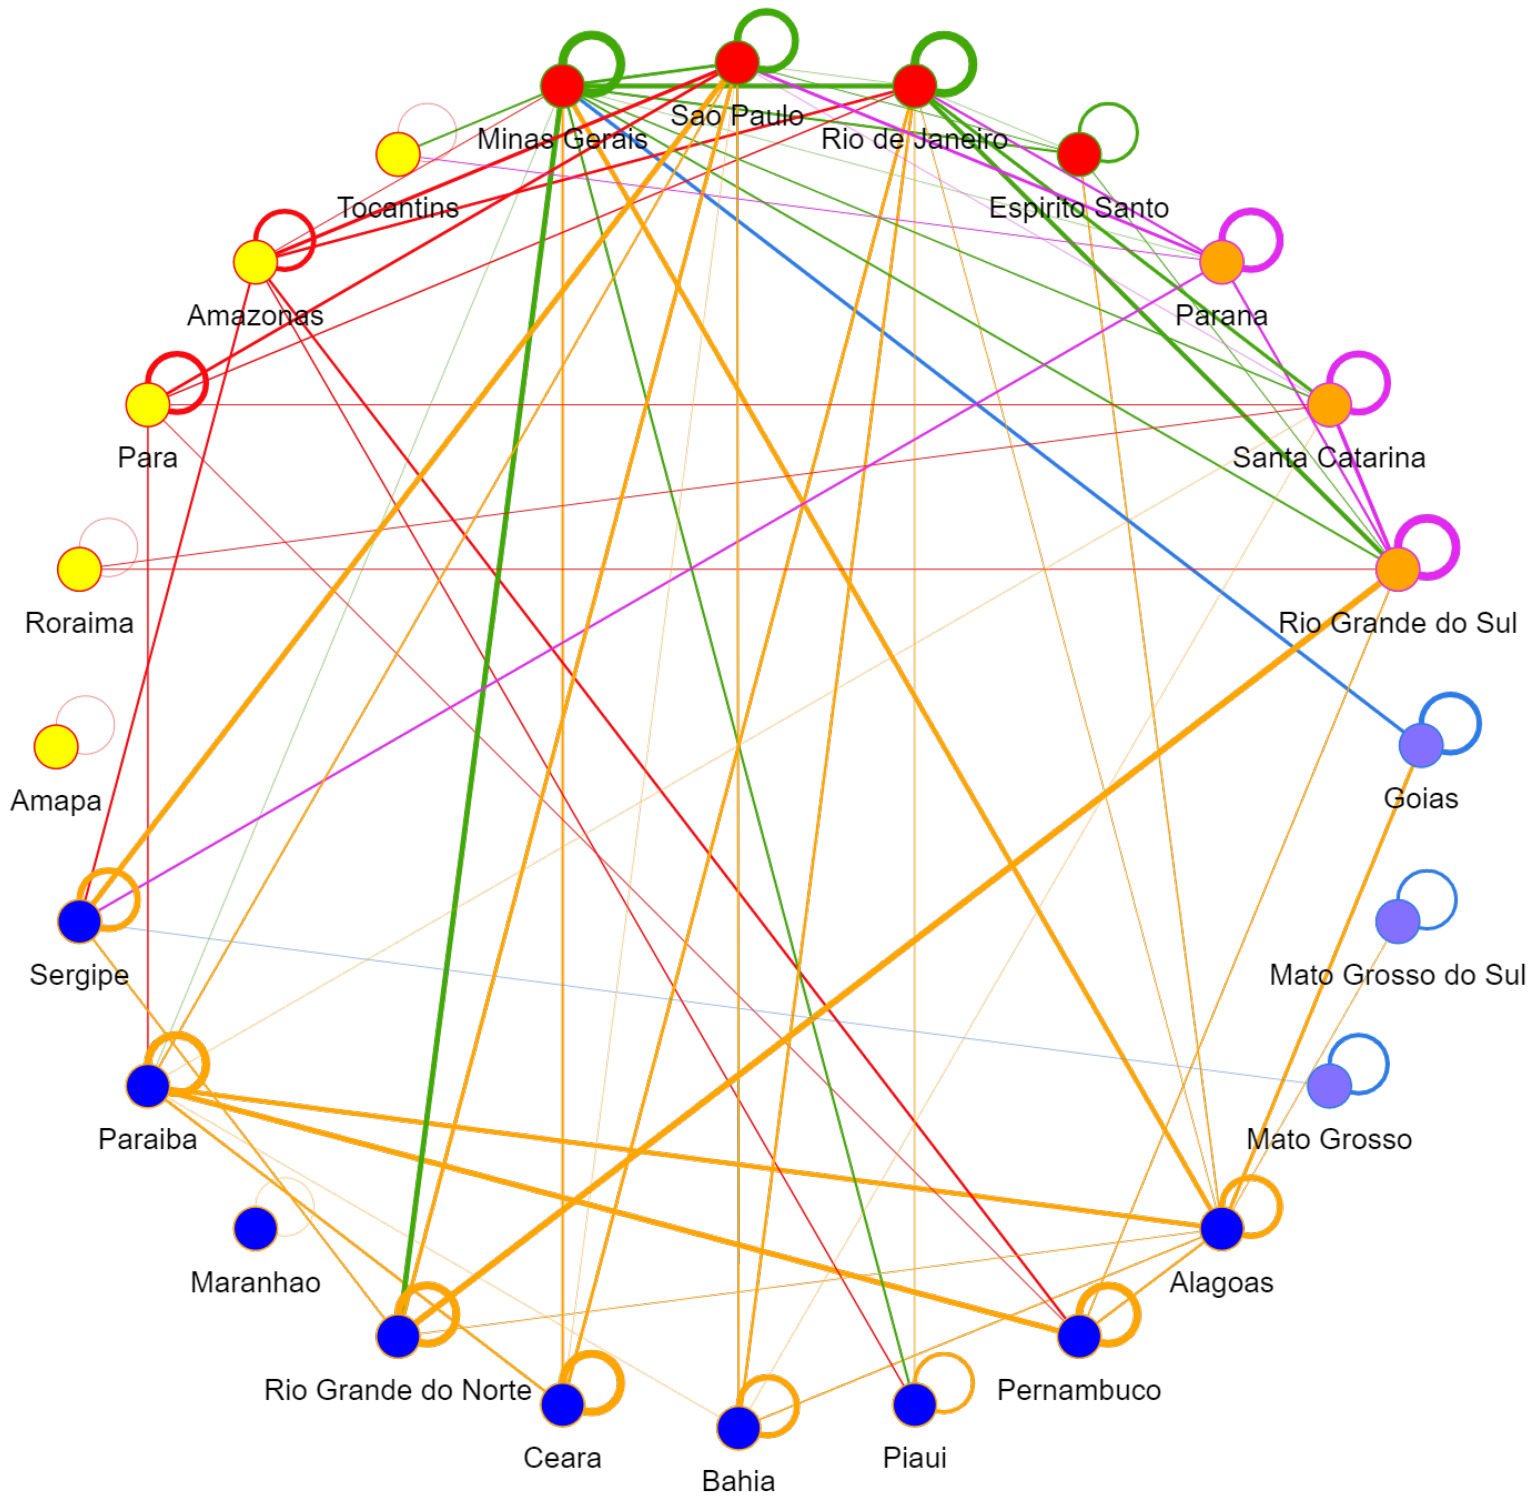 Sao Paulo
Minas Gerais
Rio de Janeiro
Tocantins
Espirito Santo
Amazonas
Parana
Para
Santa Catarina
Roraima
Rio Grande do Sul
Amapa
Goias
Sergipe
Mato Grosso do Sul
Paraiba
Mato Grosso
Maranhao
Alagoas
Rio Grande do Norte
Pernambuco
Ceara
Piaui
Bahia